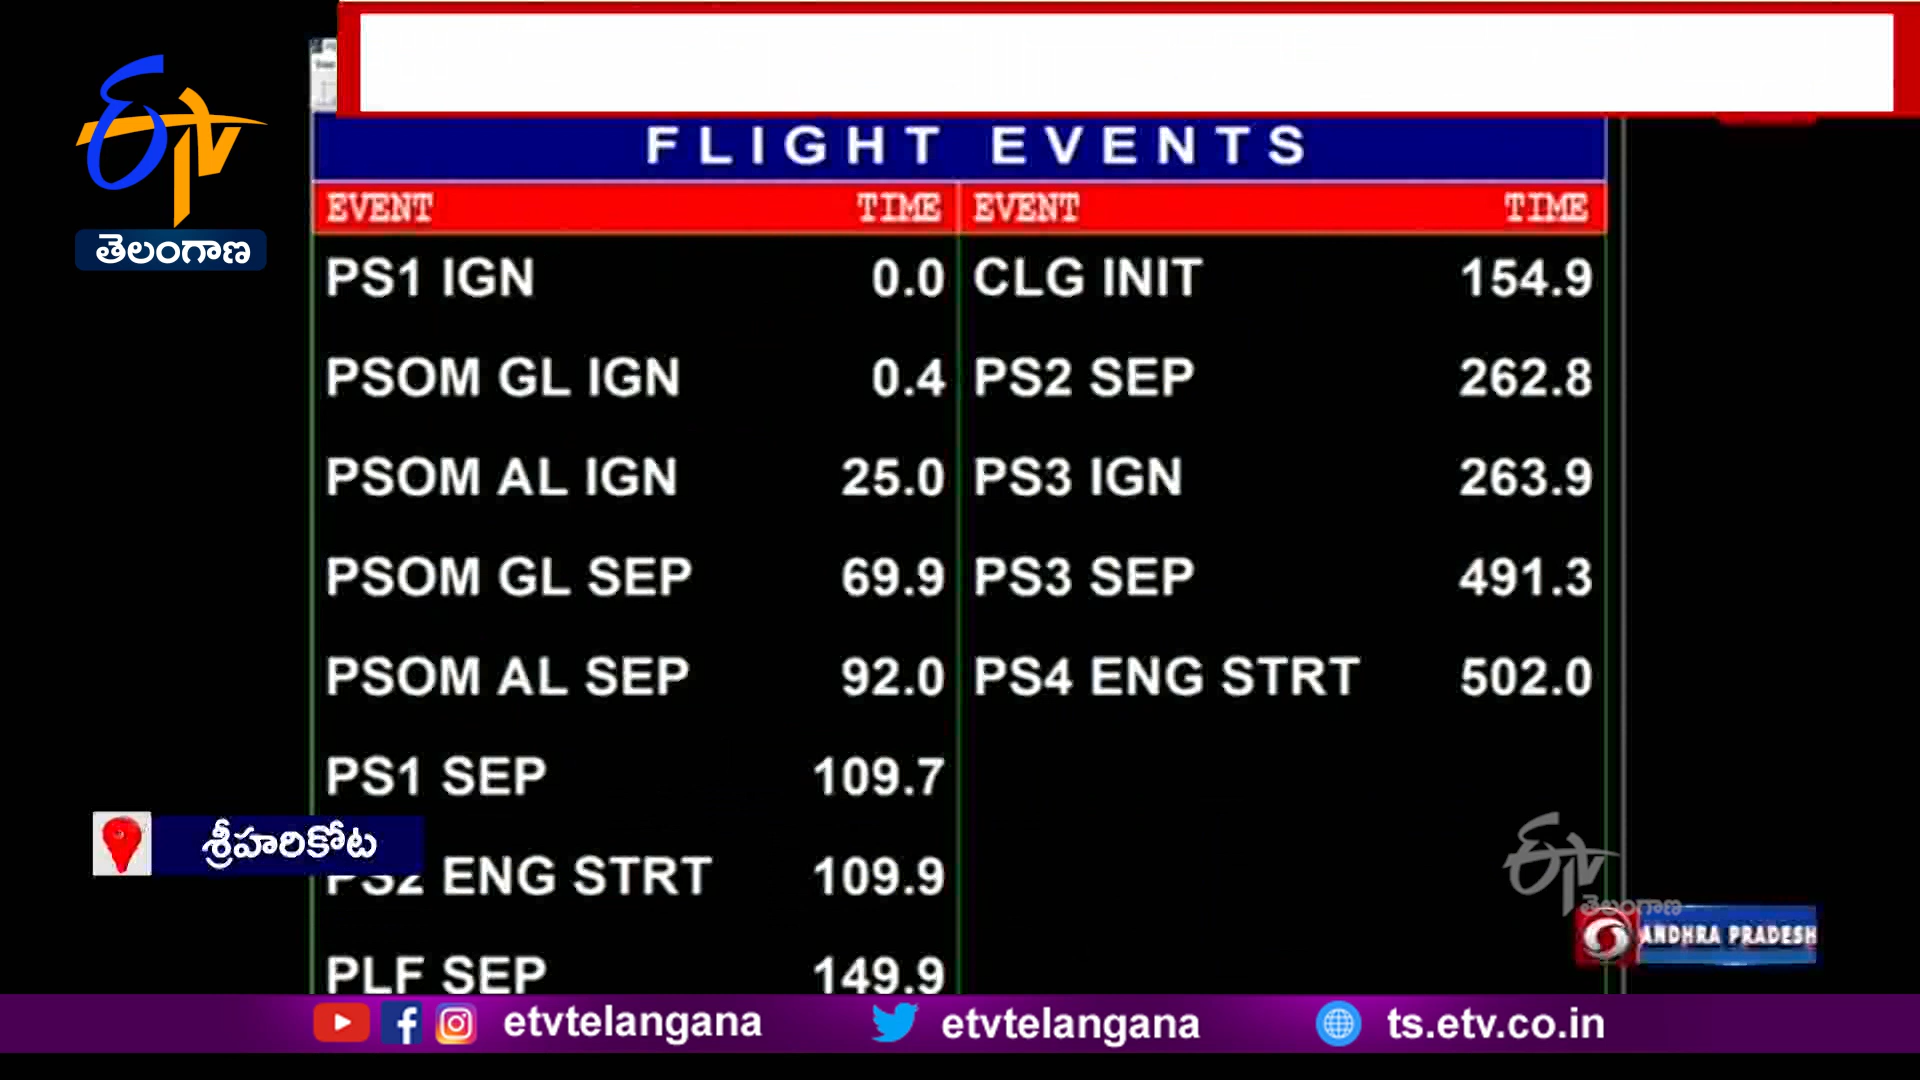 ETV
తెలంగాణ
FLIGHT EVENTS
EVENT TIME EVENT TIME
PS1 IGN 0.0 CLG INIT 154.9
PSOM GL IGN 0.4 PS2 SEP 262.8
PSOM AL IGN 25.0 PS3 IGN 263.9
PSOM GL SEP 69.9 PS3 SEP 491.3
PSOM AL SEP 92.0 PS4 ENG STRT 502.0
PS1 SEP 109.7
శ్రీహరికోట
PS2 ENG STRT 109.9
PLF SEP 149.9
ETV
తెలంగాణ
ANDHRA PRADESH
etvtelangana etvtelangana ts.etv.co.in